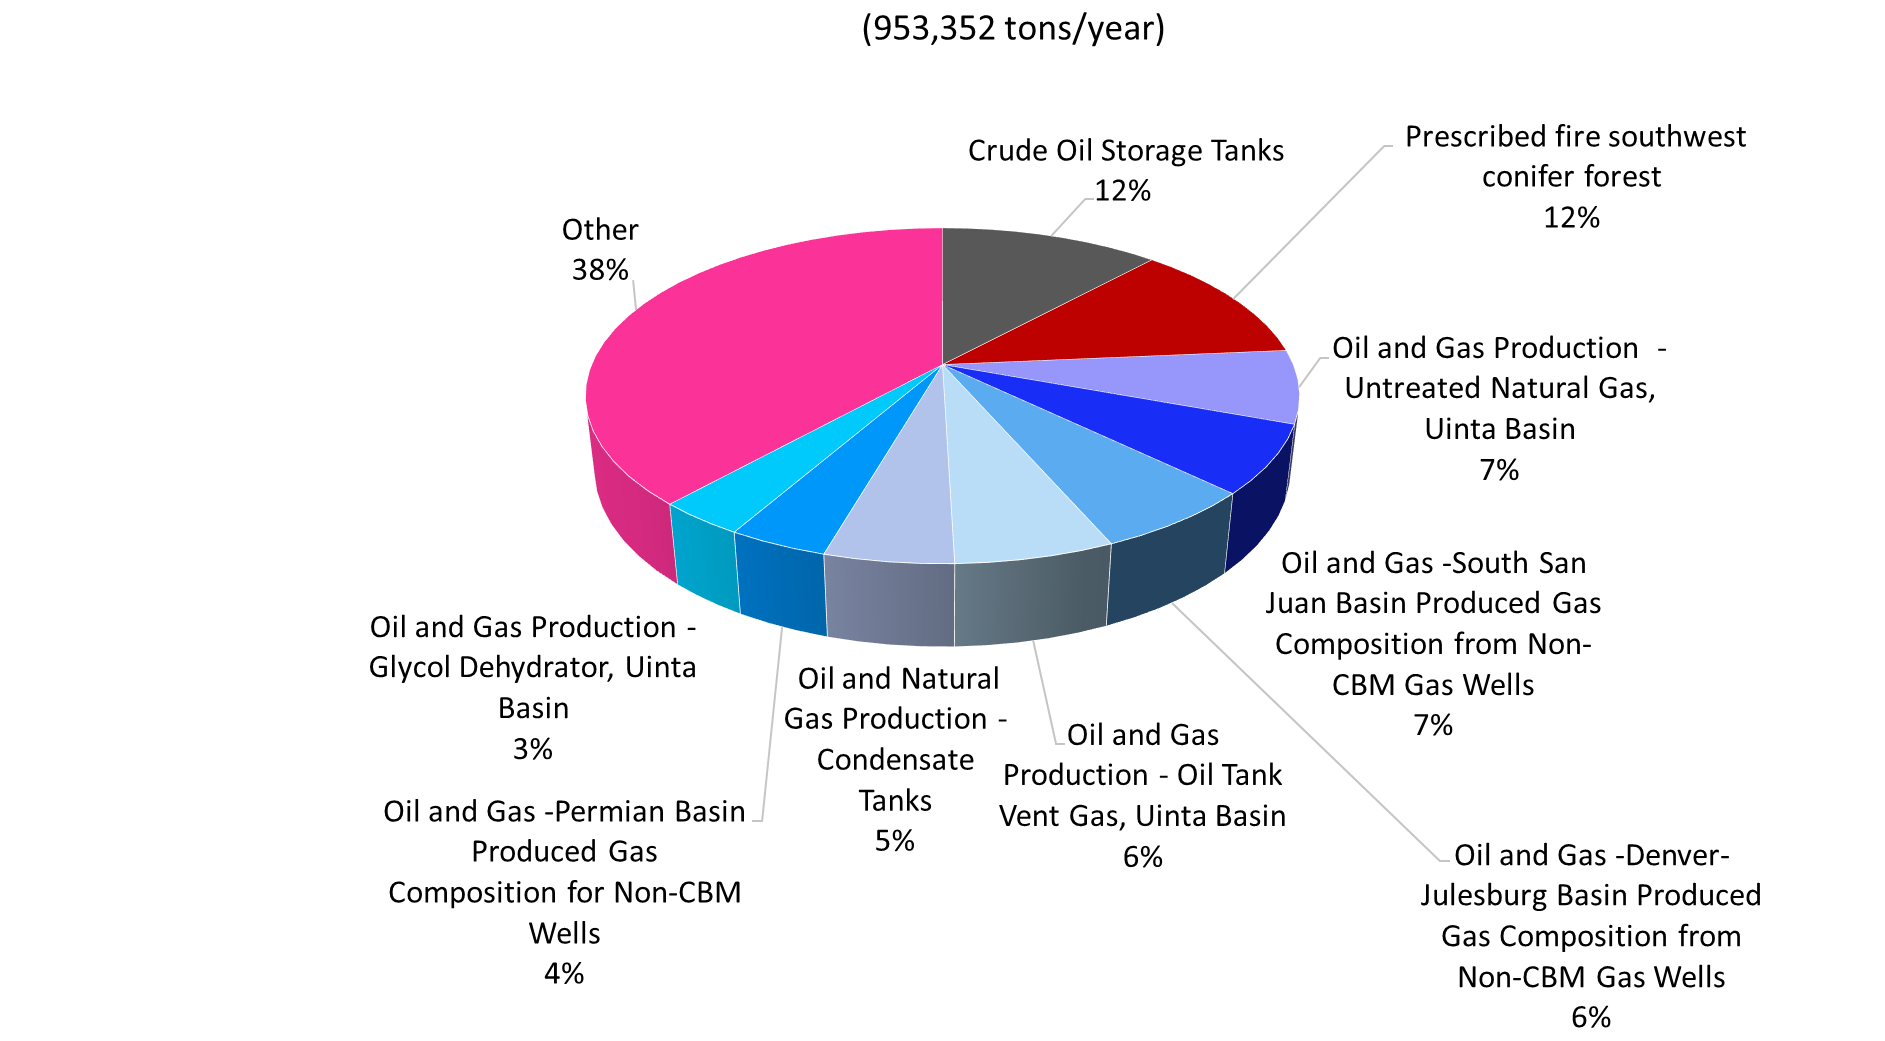 (953,352 tons/year)
Crude Oil Storage Tanks
12%
Prescribed fire southwest
conifer forest
12%
Oil and Gas Production  -
Untreated Natural Gas,
Uinta Basin
7%
Oil and Gas -South San
Juan Basin Produced Gas
Composition from Non-
CBM Gas Wells
7%
Oil and Gas -Denver-
Julesburg Basin Produced
Gas Composition from
Non-CBM Gas Wells
6%
Oil and Gas
Production - Oil Tank
Vent Gas, Uinta Basin
6%
Oil and Natural
Gas Production -
Condensate
Tanks
5%
Oil and Gas -Permian Basin
Produced Gas
Composition for Non-CBM
Wells
4%
Oil and Gas Production -
Glycol Dehydrator, Uinta
Basin
3%
Other
38%